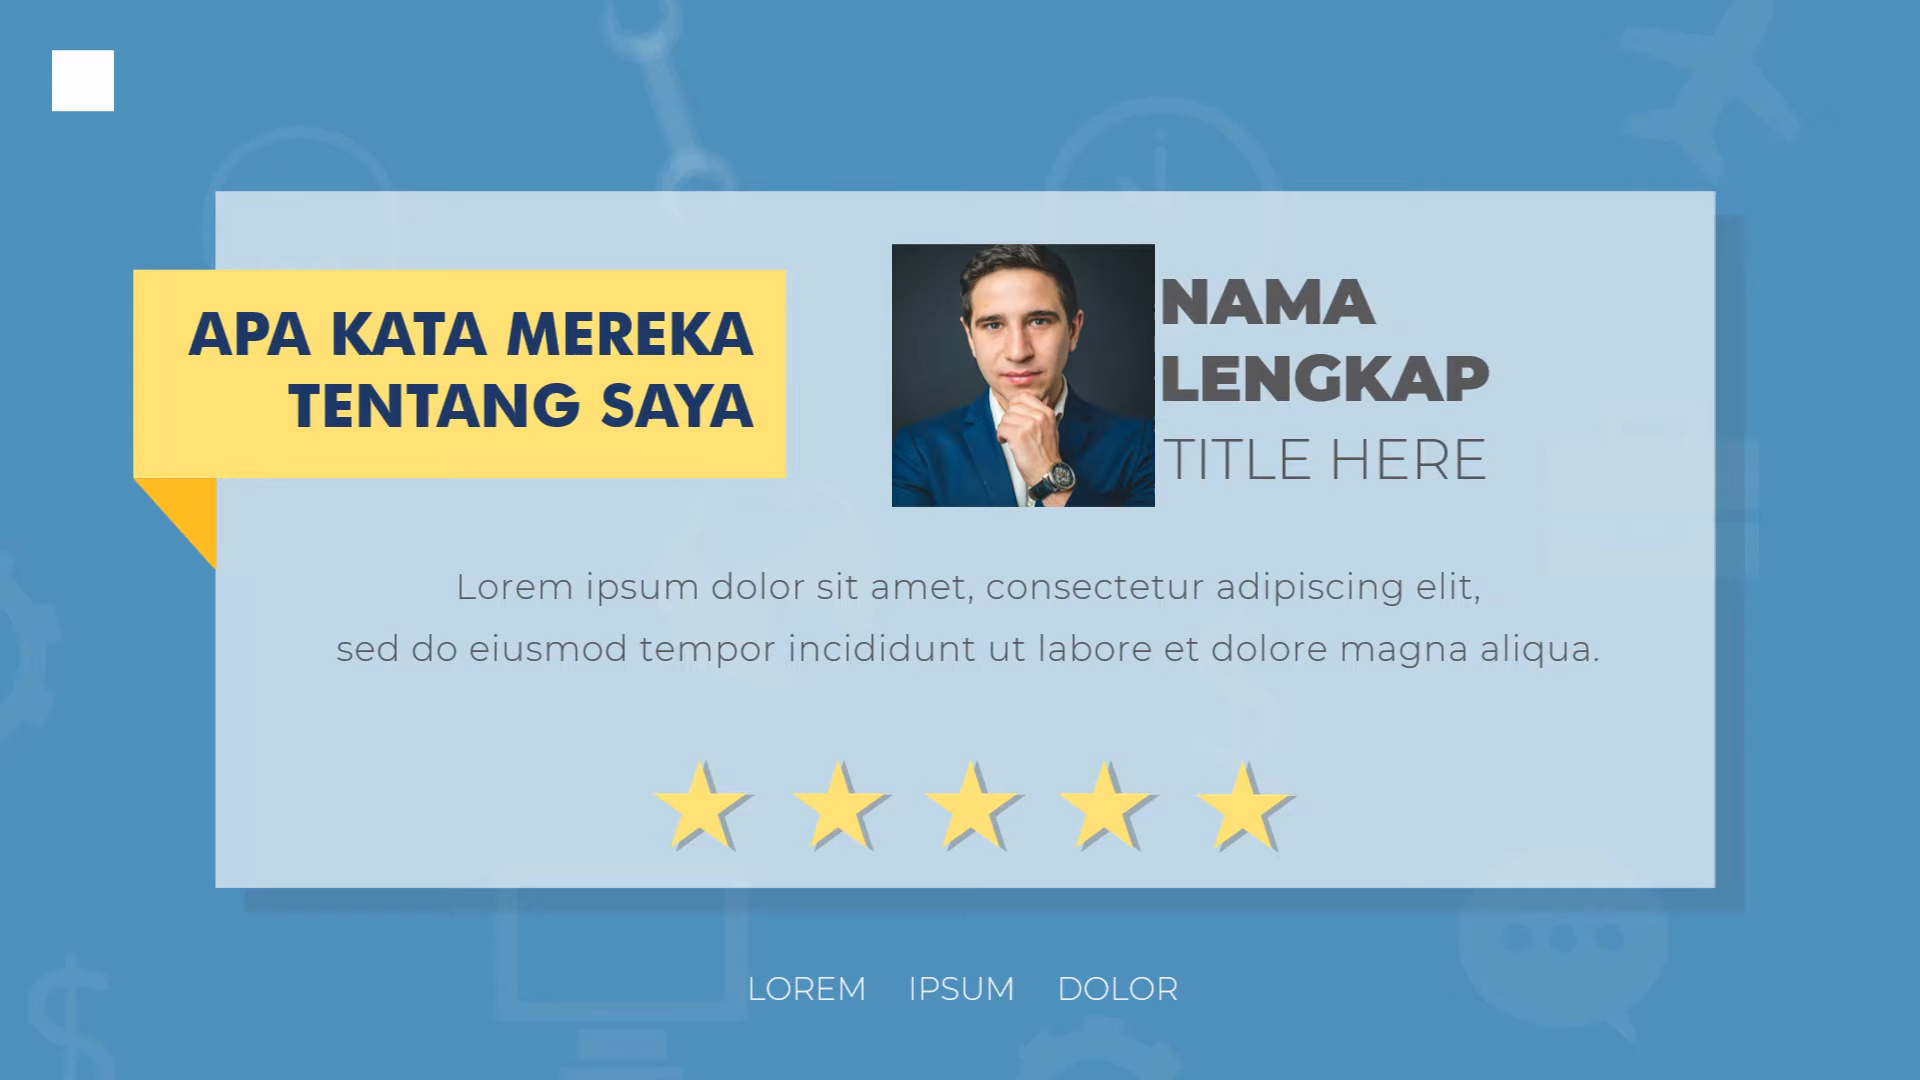 APA KATA MEREKA
TENTANG SAYA
NAMA
LENGKAP
TITLE HERE
Lorem ipsum dolor sit amet, consectetur adipiscing elit,
sed do eiusmod tempor incididunt ut labore et dolore magna aliqua.
LOREM IPSUM DOLOR